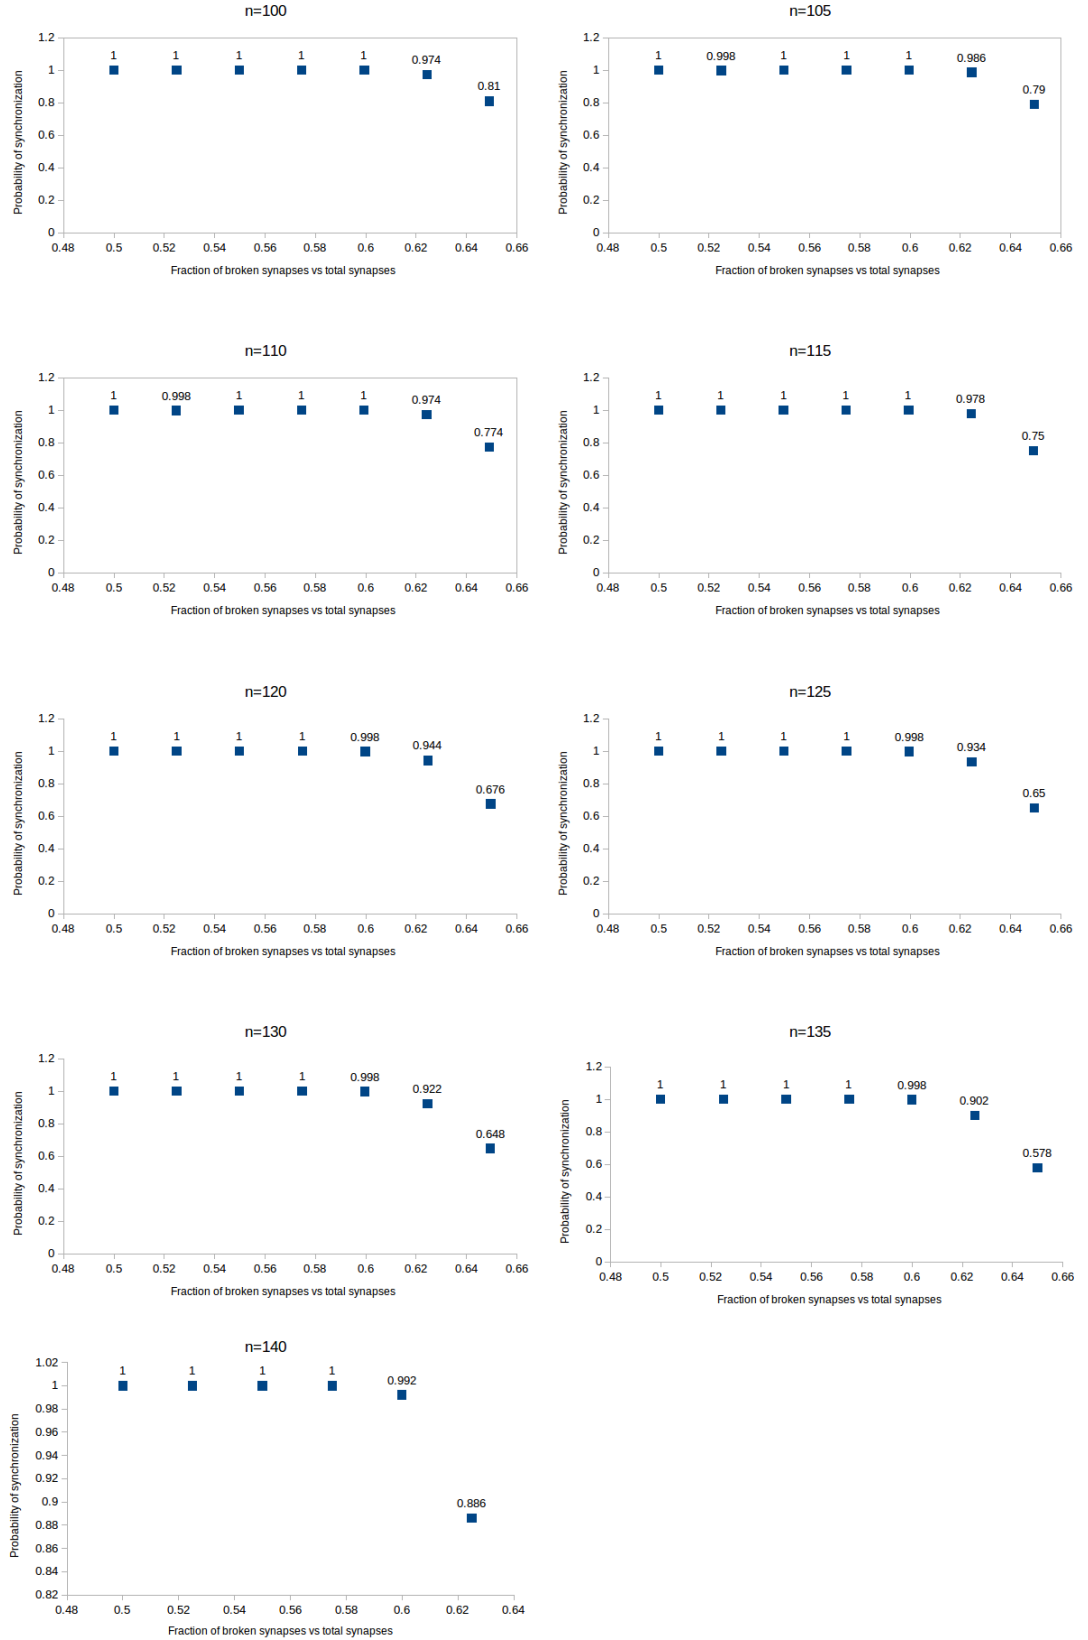 n=100
1.2
1
0.8
0.6
0.4
0.2
0
Probability of synchronization
1 1 1 1 1 0.974 0.81
0.48 0.5 0.52 0.54 0.56 0.58 0.6 0.62 0.64 0.66
Fraction of broken synapses vs total synapses
n=105
1.2
1
0.8
0.6
0.4
0.2
0
Probability of synchronization
1 0.998 1 1 1 0.986 0.79
0.48 0.5 0.52 0.54 0.56 0.58 0.6 0.62 0.64 0.66
Fraction of broken synapses vs total synapses
n=110
1.2
1
0.8
0.6
0.4
0.2
0
Probability of synchronization
1 0.998 1 1 1 0.974 0.774
0.48 0.5 0.52 0.54 0.56 0.58 0.6 0.62 0.64 0.66
Fraction of broken synapses vs total synapses
n=115
1.2
1
0.8
0.6
0.4
0.2
0
Probability of synchronization
1 1 1 1 1 0.978 0.75
0.48 0.5 0.52 0.54 0.56 0.58 0.6 0.62 0.64 0.66
Fraction of broken synapses vs total synapses
n=120
1.2
1
0.8
0.6
0.4
0.2
0
Probability of synchronization
1 1 1 1 0.998 0.944 0.676
0.48 0.5 0.52 0.54 0.56 0.58 0.6 0.62 0.64 0.66
Fraction of broken synapses vs total synapses
n=125
1.2
1
0.8
0.6
0.4
0.2
0
Probability of synchronization
1 1 1 1 0.998 0.934 0.65
0.48 0.5 0.52 0.54 0.56 0.58 0.6 0.62 0.64 0.66
Fraction of broken synapses vs total synapses
n=130
1.2
1
0.8
0.6
0.4
0.2
0
Probability of synchronization
1 1 1 1 0.998 0.922 0.648
0.48 0.5 0.52 0.54 0.56 0.58 0.6 0.62 0.64 0.66
Fraction of broken synapses vs total synapses
n=135
1.2
1
0.8
0.6
0.4
0.2
0
Probability of synchronization
1 1 1 1 0.998 0.902 0.578
0.48 0.5 0.52 0.54 0.56 0.58 0.6 0.62 0.64 0.66
Fraction of broken synapses vs total synapses
n=140
1.02
1
0.98
0.96
0.94
0.92
0.9
0.88
0.86
0.84
0.82
Probability of synchronization
1 1 1 1 0.992 0.886
0.48 0.5 0.52 0.54 0.56 0.58 0.6 0.62 0.64
Fraction of broken synapses vs total synapses